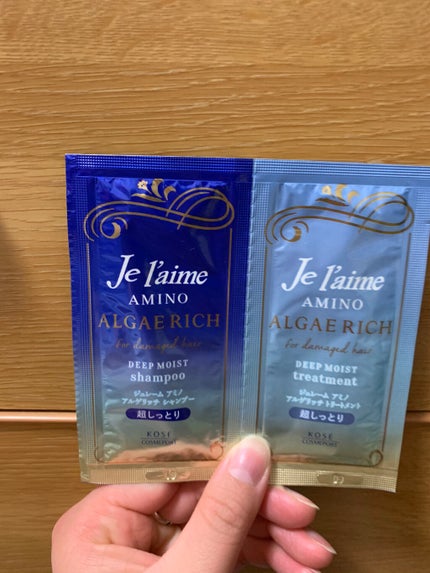 Je l'aime
AMINO
ALGAE RICH
for damaged hair
DEEP MOIST
shampoo
ジュレーム アミノ
アルゲリッチ シャンプー
超しっとり
KOSÉ
COSMEPORT
Je l'aime
AMINO
ALGAE RICH
for damaged hair
DEEP MOIST
treatment
ジュレーム アミノ
アルゲリッチ トリートメント
超しっとり
KOSÉ
COSMEPORT